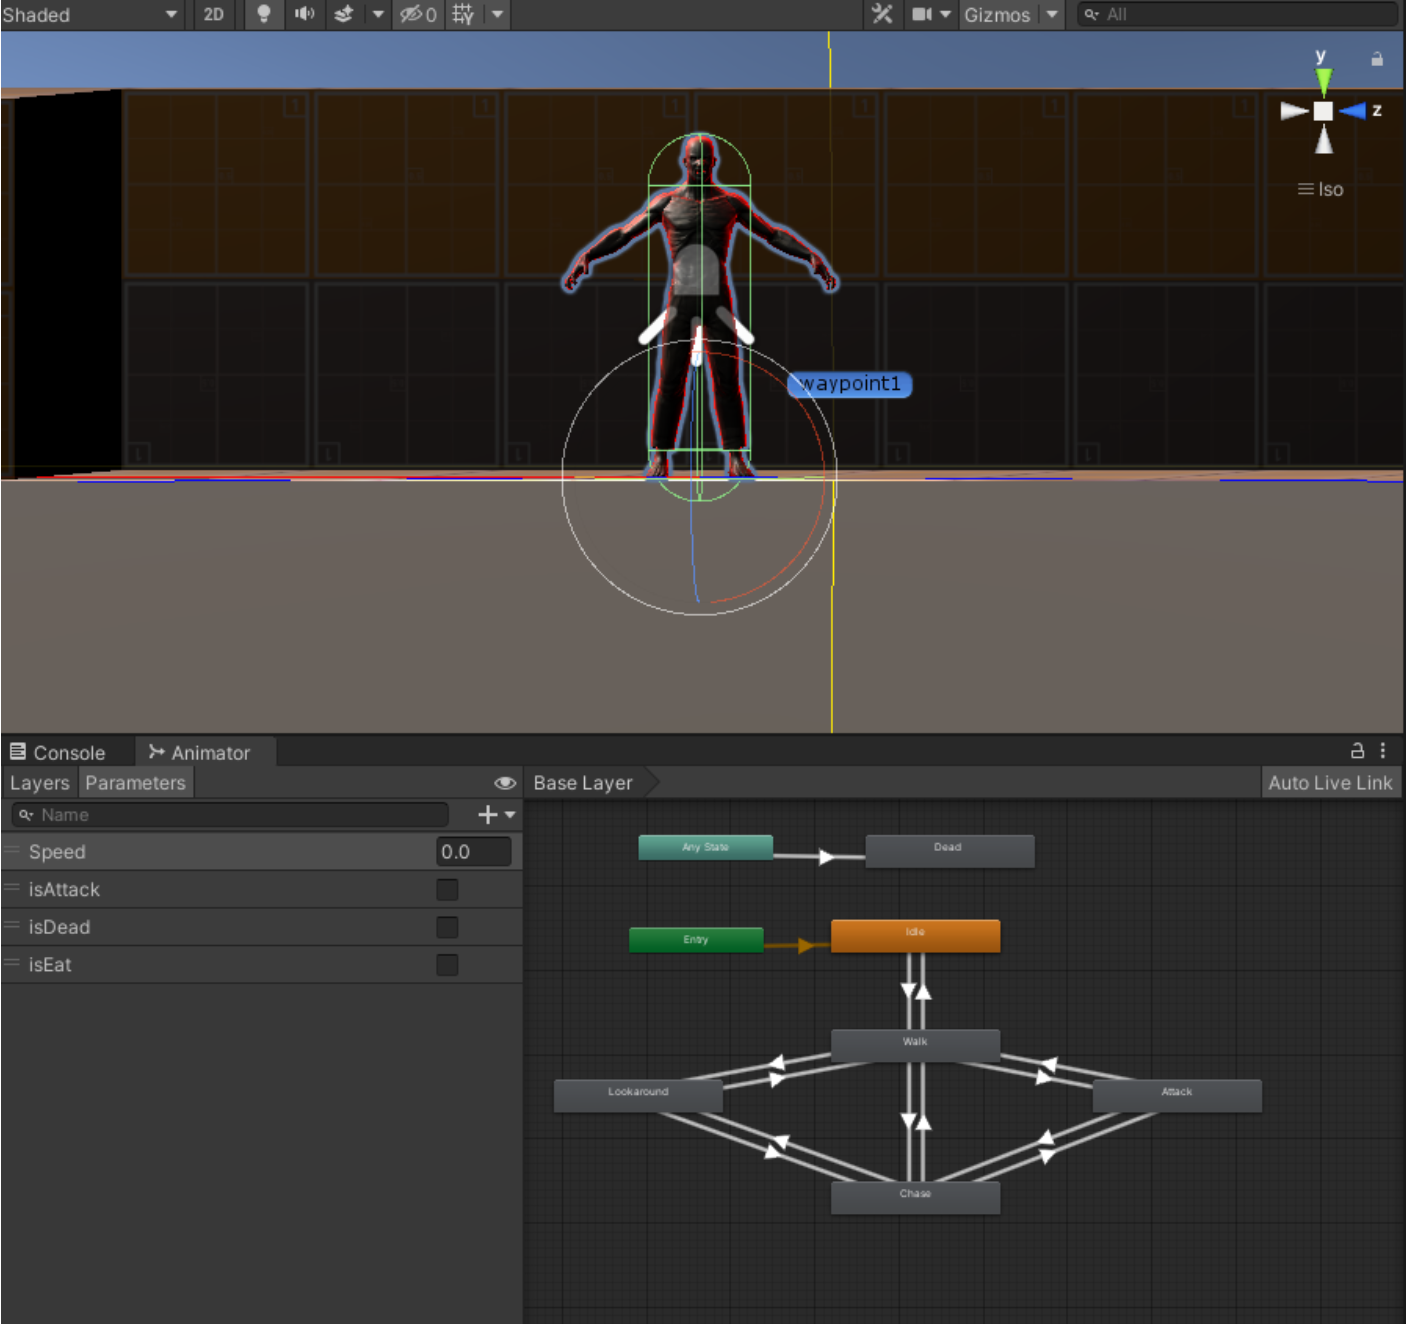 Shaded 2D 0 Gizmos All
y
z
Iso
waypoint1
Console Animator
Layers Parameters Base Layer Auto Live Link
Name
Speed 0.0
isAttack
isDead
isEat
Any State Dead
Entry Idle
Walk
Lookaround Attack
Chase